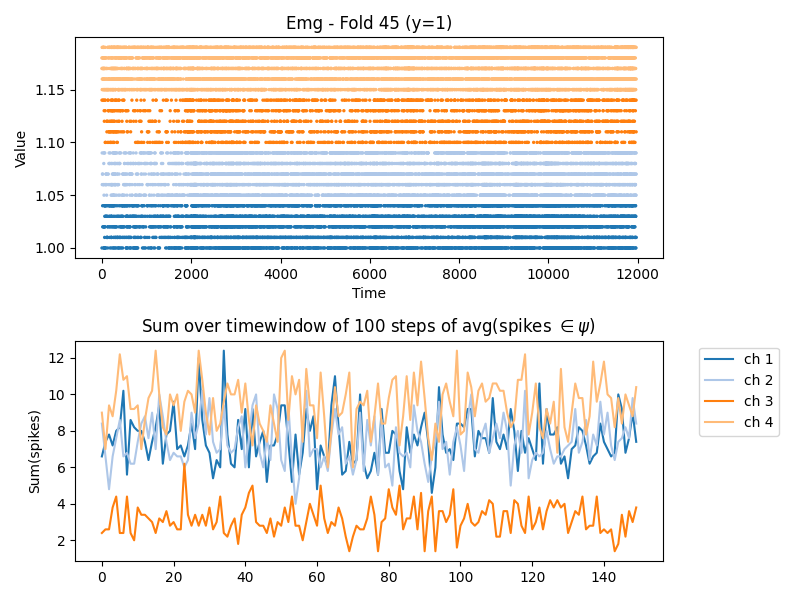 Emg - Fold 45 (y=1)
Value
1.15
1.10
1.05
1.00
0 2000 4000 6000 8000 10000 12000
Time
Sum over timewindow of 100 steps of avg(spikes ∈ψ)
Sum(spikes)
12
10
8
6
4
2
0 20 40 60 80 100 120 140
ch 1
ch 2
ch 3
ch 4